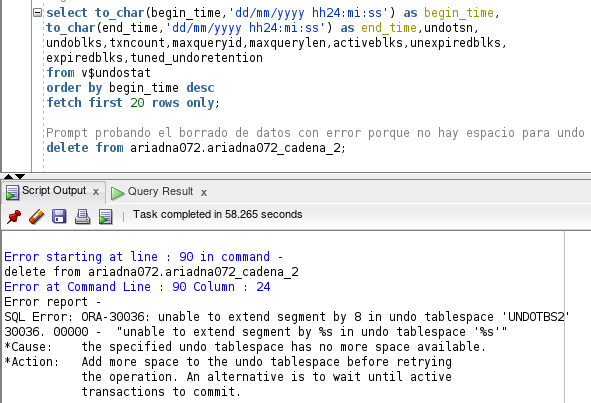 select to_char(begin_time,'dd/mm/yyyy hh24:mi:ss') as begin_time,
to_char(end_time,'dd/mm/yyyy hh24:mi:ss') as end_time,undotsn,
undoblks,txncount,maxqueryid,maxquerylen,activeblks,unexpiredblks,
expiredblks,tuned_undoretention
from v$undostat
order by begin_time desc
fetch first 20 rows only;
Prompt probando el borrado de datos con error porque no hay espacio para undo
delete from ariadna072.ariadna072_cadena_2;
Script Output x Query Result x
Task completed in 58.265 seconds
Error starting at line : 90 in command -
delete from ariadna072.ariadna072_cadena_2
Error at Command Line : 90 Column : 24
Error report -
SQL Error: ORA-30036: unable to extend segment by 8 in undo tablespace 'UNDOTBS2'
30036. 00000 - "unable to extend segment by %s in undo tablespace '%s'"
*Cause: the specified undo tablespace has no more space available.
*Action: Add more space to the undo tablespace before retrying
the operation. An alternative is to wait until active
transactions to commit.